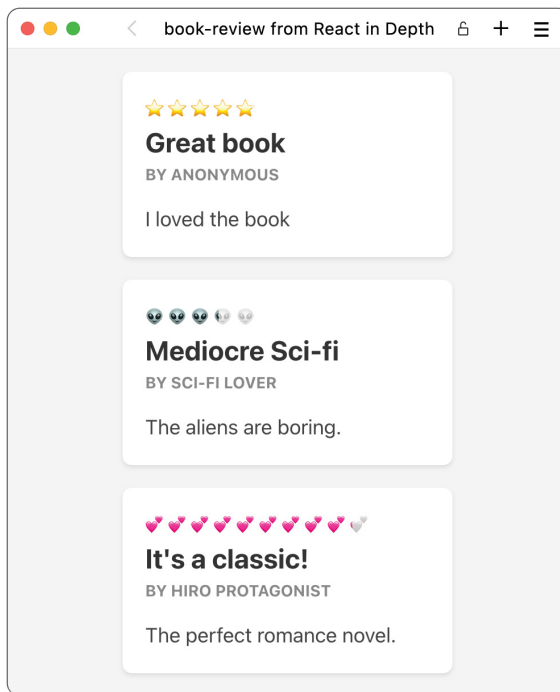 book-review from React in Depth
Great book
BY ANONYMOUS
I loved the book
Mediocre Sci-fi
BY SCI-FI LOVER
The aliens are boring.
It's a classic!
BY HIRO PROTAGONIST
The perfect romance novel.